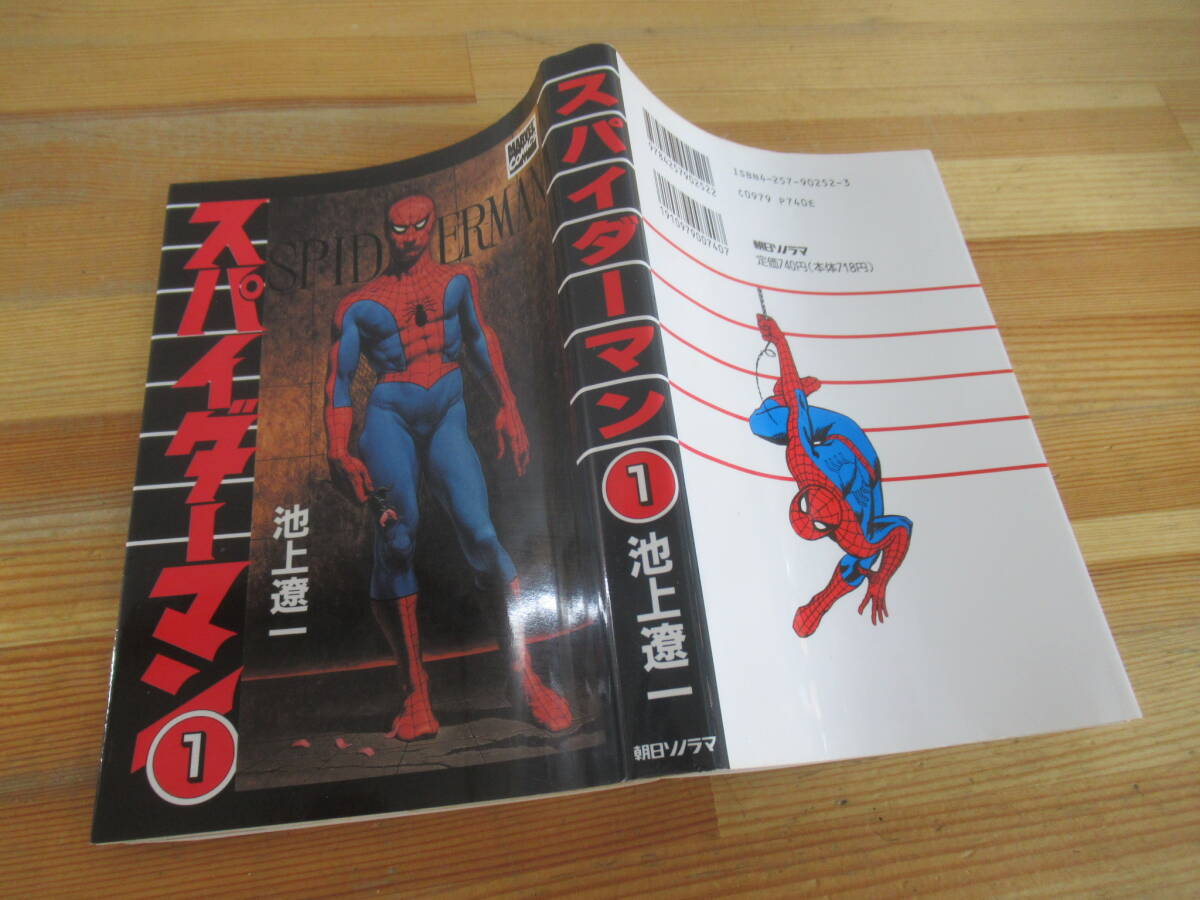 スパイダーマン
1
SPIDERMAN
MARVEL
COMICS
池上遼一
スパイダーマン
1
池上遼一
朝日ソノラマ
9784257902522
1910979007407
ISBN4-257-90252-3
C0979 P740E
朝日ソノラマ
定価740円(本体718円)